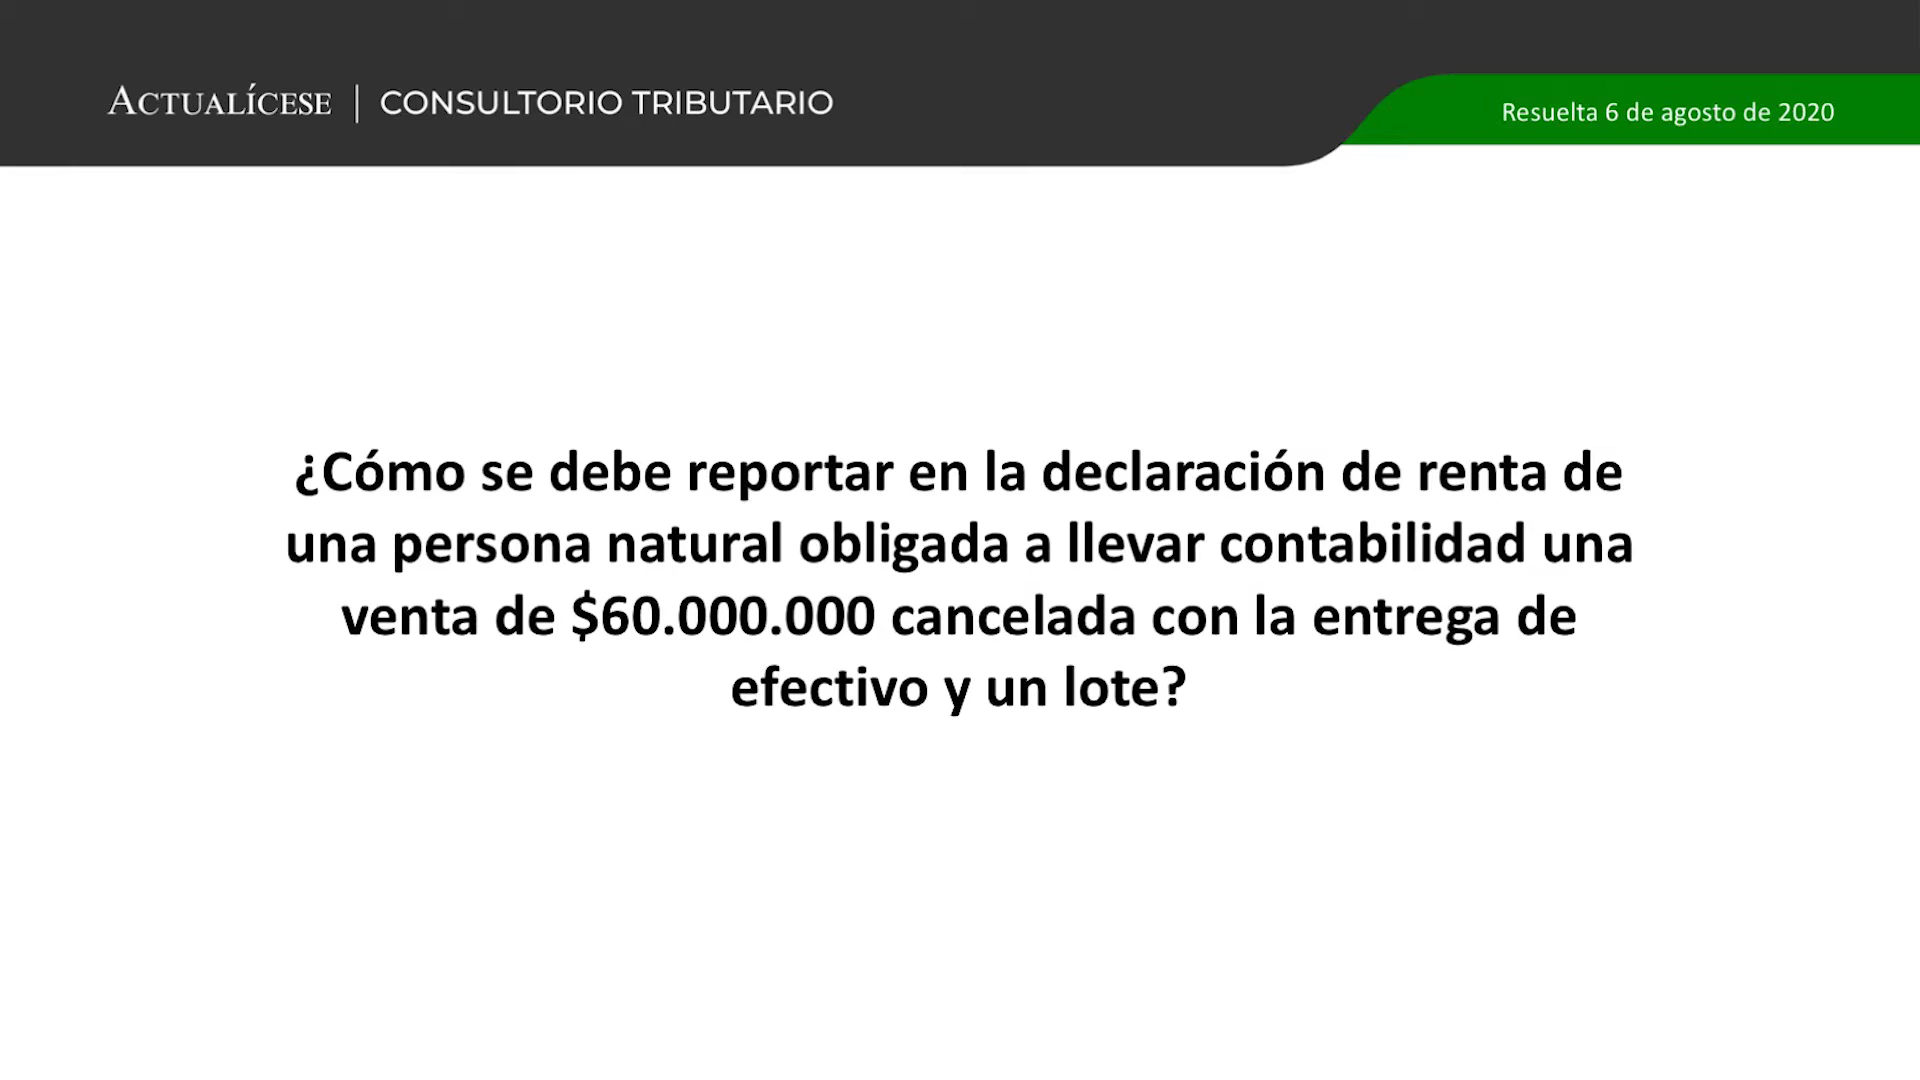 ACTUALÍCESE | CONSULTORIO TRIBUTARIO
Resuelta 6 de agosto de 2020
¿Cómo se debe reportar en la declaración de renta de
una persona natural obligada a llevar contabilidad una
venta de $60.000.000 cancelada con la entrega de
efectivo y un lote?